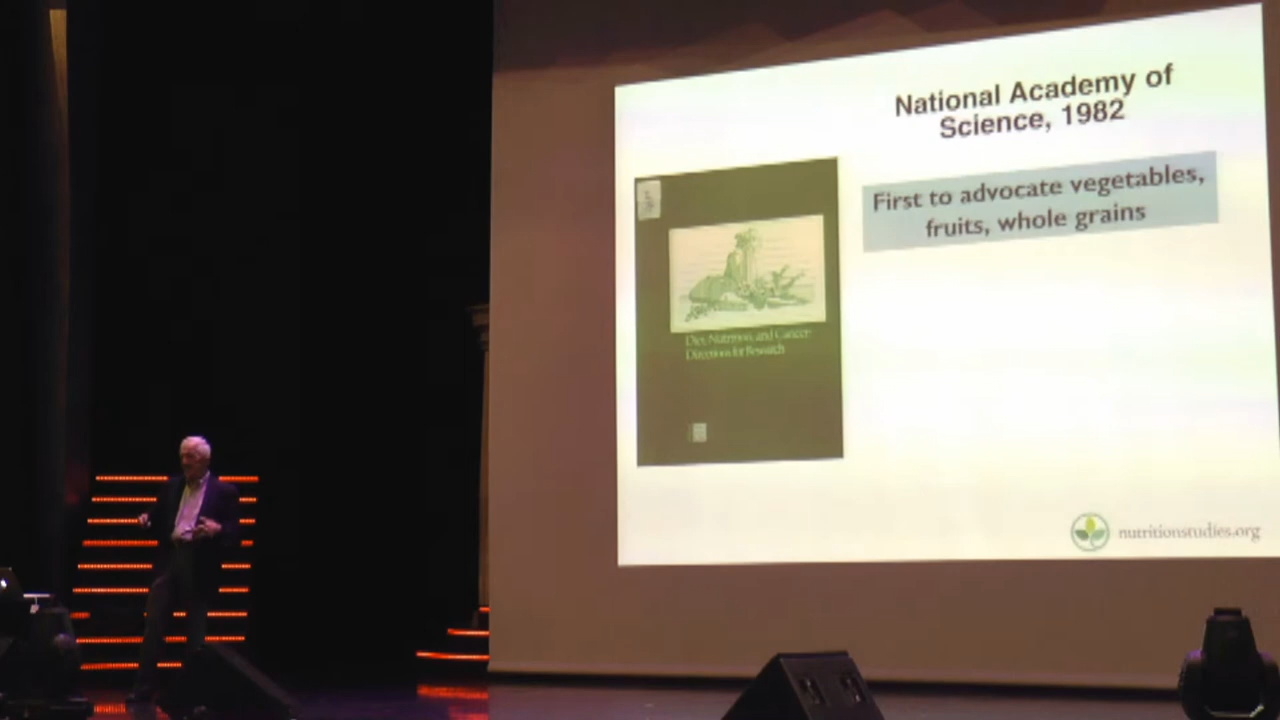 National Academy of
Science, 1982
First to advocate vegetables,
fruits, whole grains
Diet, Nutrition, and Cancer:
Directions for Research
nutritionstudies.org